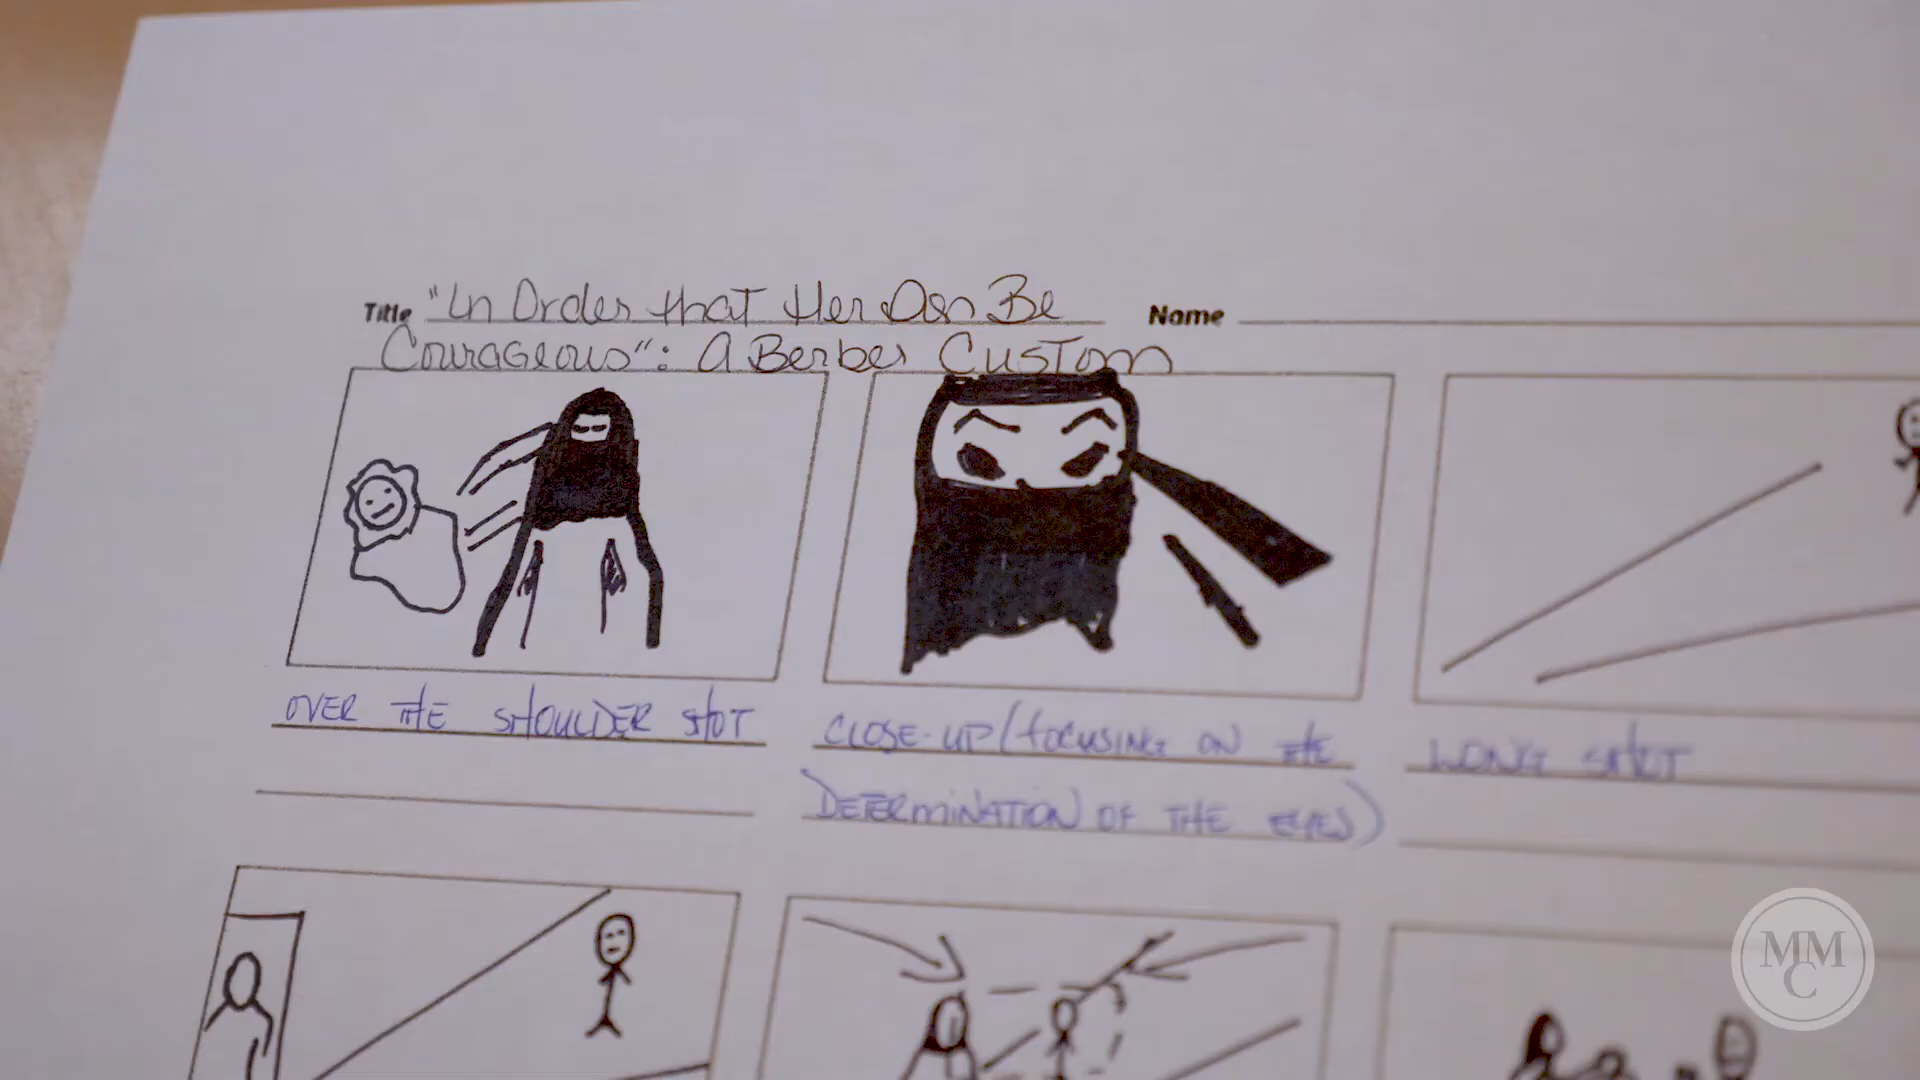 Title "In Order that Her Son Be Name
Courageous": A Berber Custom
OVER THE SHOULDER SHOT
CLOSE-UP/(focusing on the
DETERMINATION OF THE EYES)
LONG SHOT
MMC